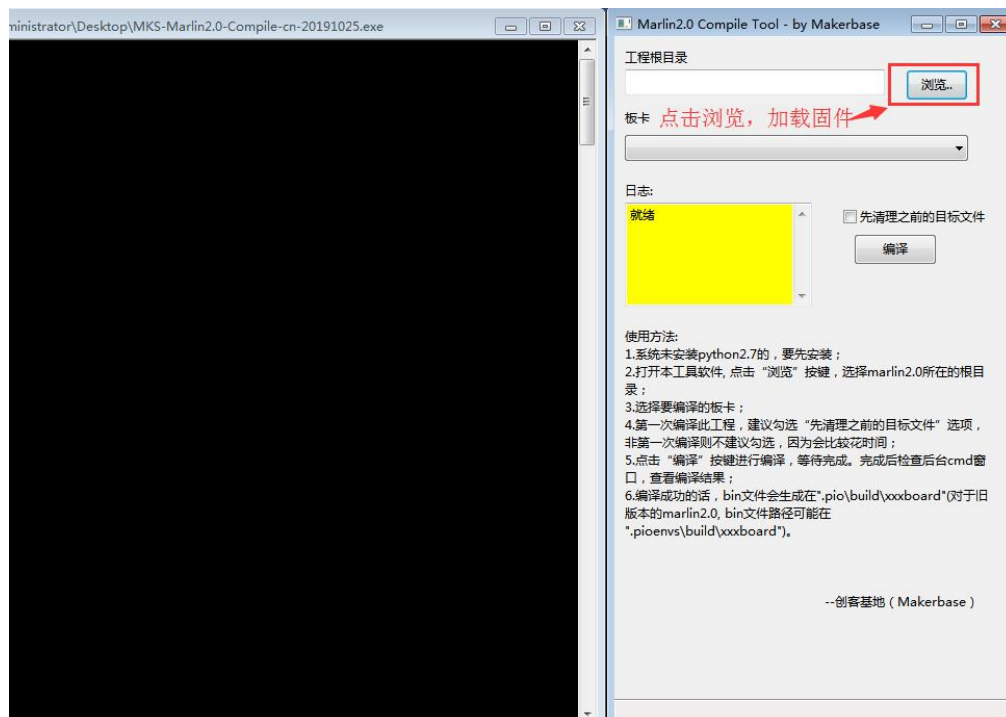 ministrator\Desktop\MKS-Marlin2.0-Compile-cn-20191025.exe
Marlin2.0 Compile Tool - by Makerbase
工程根目录
浏览..
板卡
点击浏览，加载固件
日志:
就绪
先清理之前的目标文件
编译
使用方法:
1.系统未安装python2.7的，要先安装；
2.打开本工具软件, 点击“浏览”按键，选择marlin2.0所在的根目
录；
3.选择要编译的板卡；
4.第一次编译此工程，建议勾选“先清理之前的目标文件”选项，
非第一次编译则不建议勾选，因为会比较花时间；
5.点击“编译”按键进行编译，等待完成。完成后检查后台cmd窗
口，查看编译结果；
6.编译成功的话，bin文件会生成在".pio\build\xxxboard"(对于旧
版本的marlin2.0, bin文件路径可能在
".pioenvs\build\xxxboard")。
--创客基地（Makerbase）